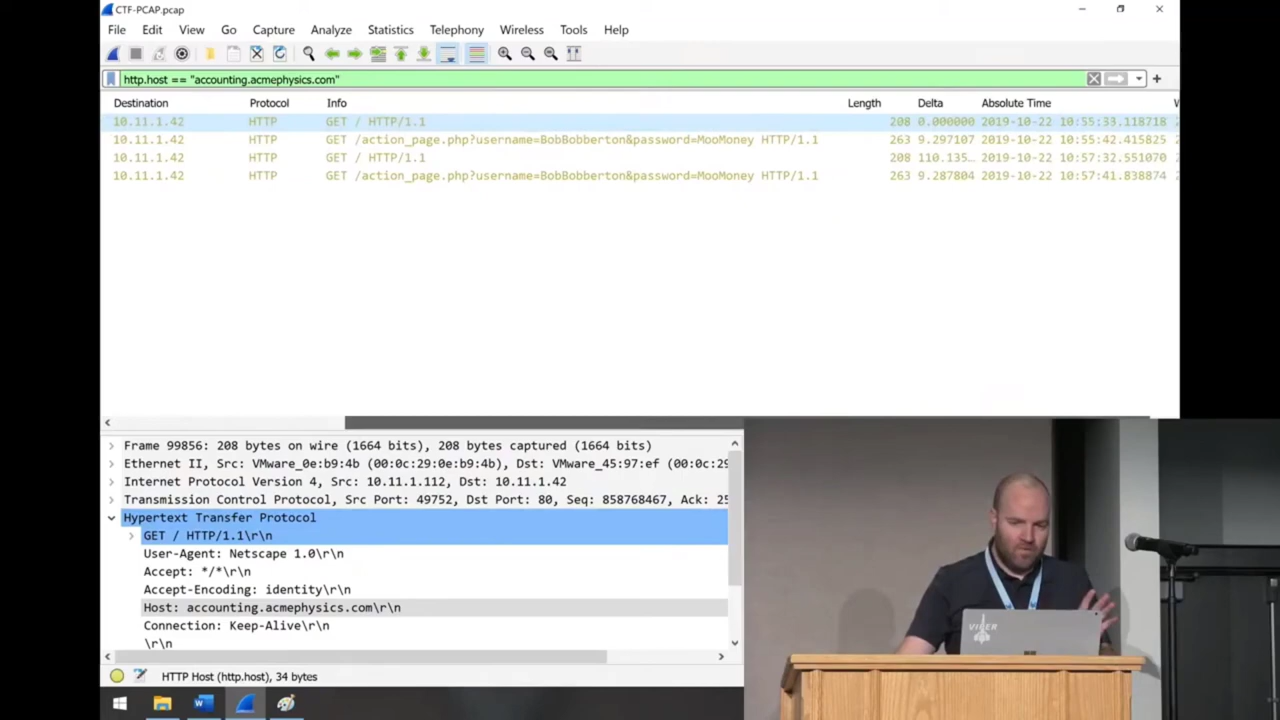 CTF-PCAP.pcap
File Edit View Go Capture Analyze Statistics Telephony Wireless Tools Help
http.host == "accounting.acmephysics.com"
Destination Protocol Info Length Delta Absolute Time
10.11.1.42 HTTP GET / HTTP/1.1 208 0.000000 2019-10-22 10:55:33.118718
10.11.1.42 HTTP GET /action_page.php?username=BobBobberton&password=MooMoney HTTP/1.1 263 9.297107 2019-10-22 10:55:42.415825
10.11.1.42 HTTP GET / HTTP/1.1 208 110.135… 2019-10-22 10:57:32.551070
10.11.1.42 HTTP GET /action_page.php?username=BobBobberton&password=MooMoney HTTP/1.1 263 9.287804 2019-10-22 10:57:41.838874
Frame 99856: 208 bytes on wire (1664 bits), 208 bytes captured (1664 bits)
Ethernet II, Src: VMware_0e:b9:4b (00:0c:29:0e:b9:4b), Dst: VMware_45:97:ef (00:0c:29
Internet Protocol Version 4, Src: 10.11.1.112, Dst: 10.11.1.42
Transmission Control Protocol, Src Port: 49752, Dst Port: 80, Seq: 858768467, Ack: 25
Hypertext Transfer Protocol
GET / HTTP/1.1\r\n
User-Agent: Netscape 1.0\r\n
Accept: */*\r\n
Accept-Encoding: identity\r\n
Host: accounting.acmephysics.com\r\n
Connection: Keep-Alive\r\n
\r\n
HTTP Host (http.host), 34 bytes